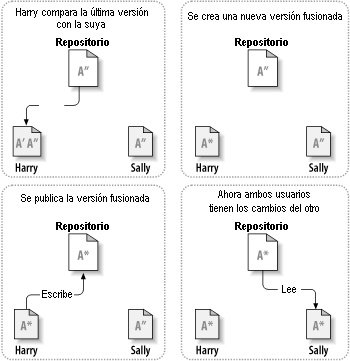 Harry compara la última versión
con la suya
Repositorio
A"
A' A"
Harry
Sally
Se crea una nueva versión fusionada
Repositorio
A"
A*
A"
Harry
Sally
Se publica la versión fusionada
Repositorio
A*
Escribe
A*
A"
Harry
Sally
Ahora ambos usuarios
tienen los cambios del otro
Repositorio
A*
Lee
A*
A*
Harry
Sally